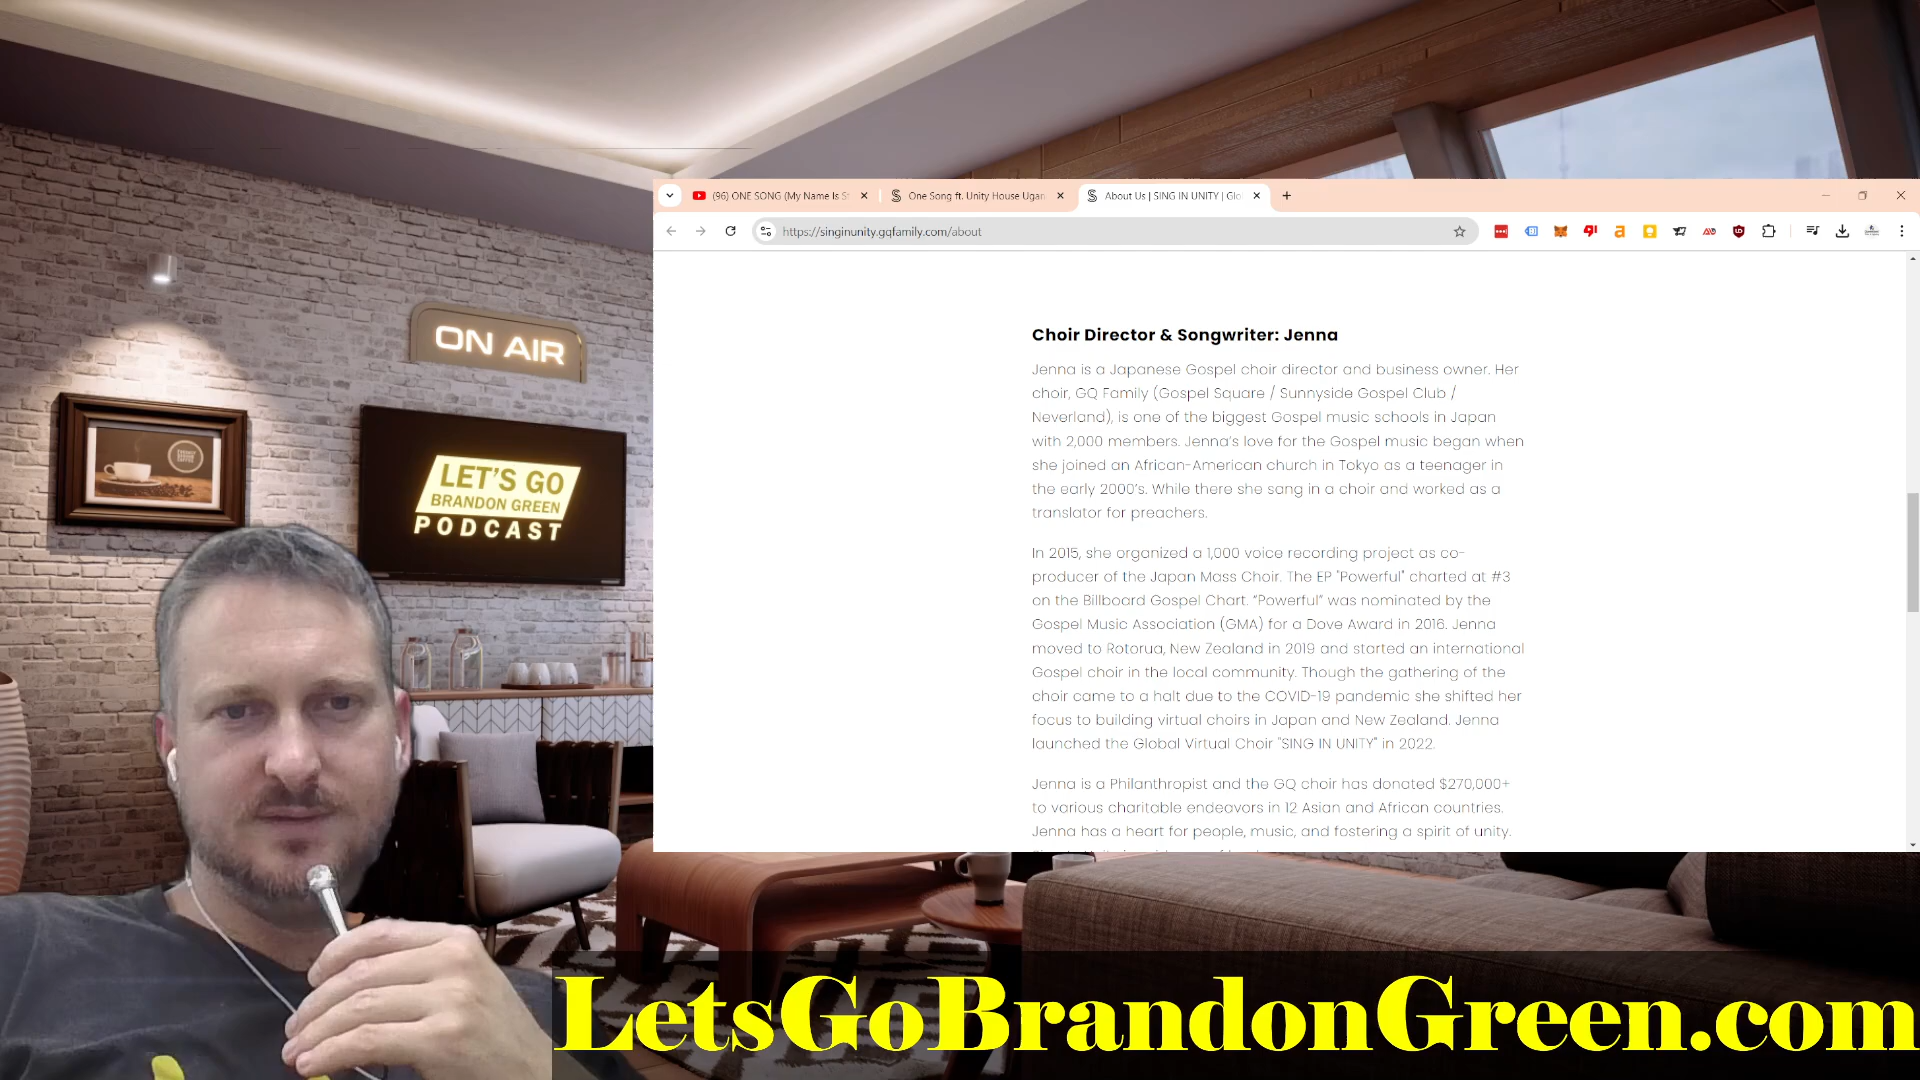 ON AIR
LET'S GO
BRANDON GREEN
PODCAST
(96) ONE SONG (My Name Is S
One Song ft. Unity House Ugan
About Us | SING IN UNITY | Glo
https://singinunity.gqfamily.com/about
Choir Director & Songwriter: Jenna
Jenna is a Japanese Gospel choir director and business owner. Her
choir, GQ Family (Gospel Square / Sunnyside Gospel Club /
Neverland), is one of the biggest Gospel music schools in Japan
with 2,000 members. Jenna's love for the Gospel music began when
she joined an African-American church in Tokyo as a teenager in
the early 2000's. While there she sang in a choir and worked as a
translator for preachers.
In 2015, she organized a 1,000 voice recording project as co-
producer of the Japan Mass Choir. The EP "Powerful" charted at #3
on the Billboard Gospel Chart. “Powerful” was nominated by the
Gospel Music Association (GMA) for a Dove Award in 2016. Jenna
moved to Rotorua, New Zealand in 2019 and started an international
Gospel choir in the local community. Though the gathering of the
choir came to a halt due to the COVID-19 pandemic she shifted her
focus to building virtual choirs in Japan and New Zealand. Jenna
launched the Global Virtual Choir "SING IN UNITY" in 2022.
Jenna is a Philanthropist and the GQ choir has donated $270,000+
to various charitable endeavors in 12 Asian and African countries.
Jenna has a heart for people, music, and fostering a spirit of unity.
LetsGoBrandonGreen.com